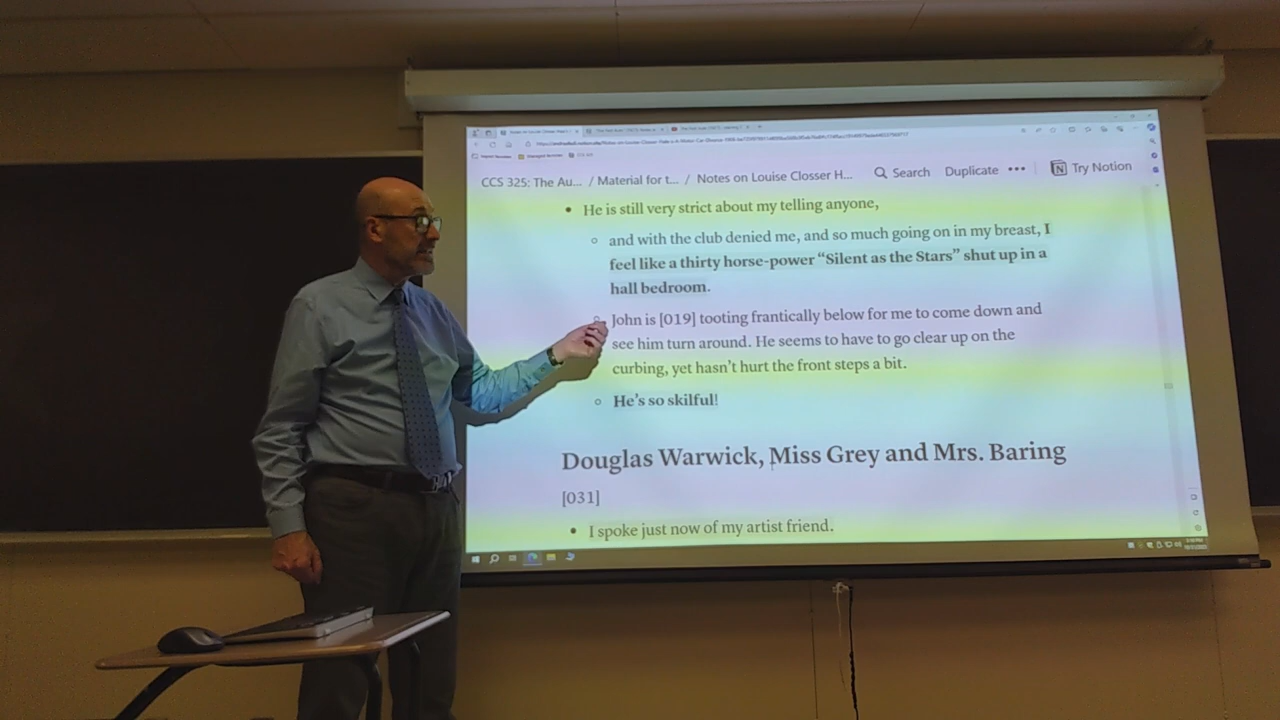 CCS 325: The Au... / Material for t... / Notes on Louise Closser H... Search Duplicate ••• Try Notion
• He is still very strict about my telling anyone,
◦ and with the club denied me, and so much going on in my breast, I
feel like a thirty horse-power “Silent as the Stars” shut up in a
hall bedroom.
◦ John is [019] tooting frantically below for me to come down and
see him turn around. He seems to have to go clear up on the
curbing, yet hasn’t hurt the front steps a bit.
◦ He’s so skilful!
Douglas Warwick, Miss Grey and Mrs. Baring
[031]
• I spoke just now of my artist friend.